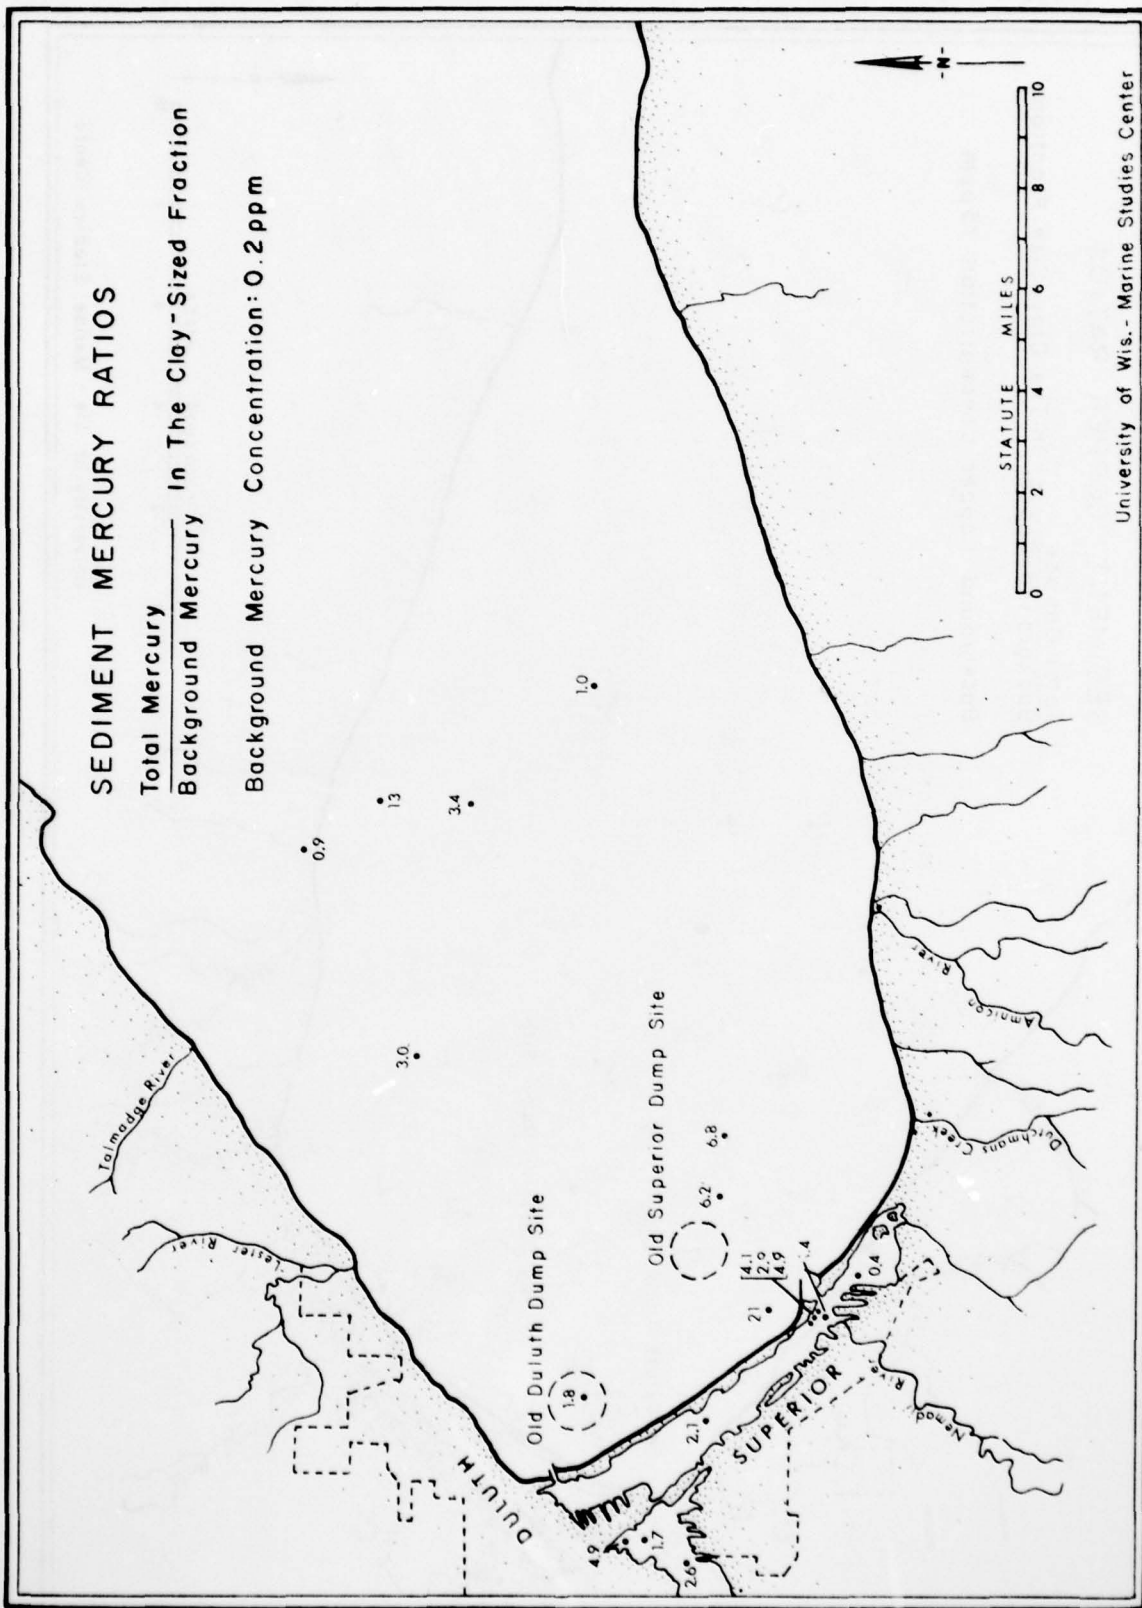 SEDIMENT MERCURY RATIOS
Total Mercury
Background Mercury In The Clay-Sized Fraction
Background Mercury Concentration: 0.2 ppm
Talmadge River
Lester River
0.9
13
3.4
1.0
3.0
Old Duluth Dump Site
1.8
Old Superior Dump Site
6.2
6.8
21
4.1
2.9
4.9
1.4
0.4
DULUTH
SUPERIOR
2.1
4.9
1.7
2.6
Nemadji River
Dutchmans Creek
Amnicon River
-N-
STATUTE MILES
0 2 4 6 8 10
University of Wis.- Marine Studies Center